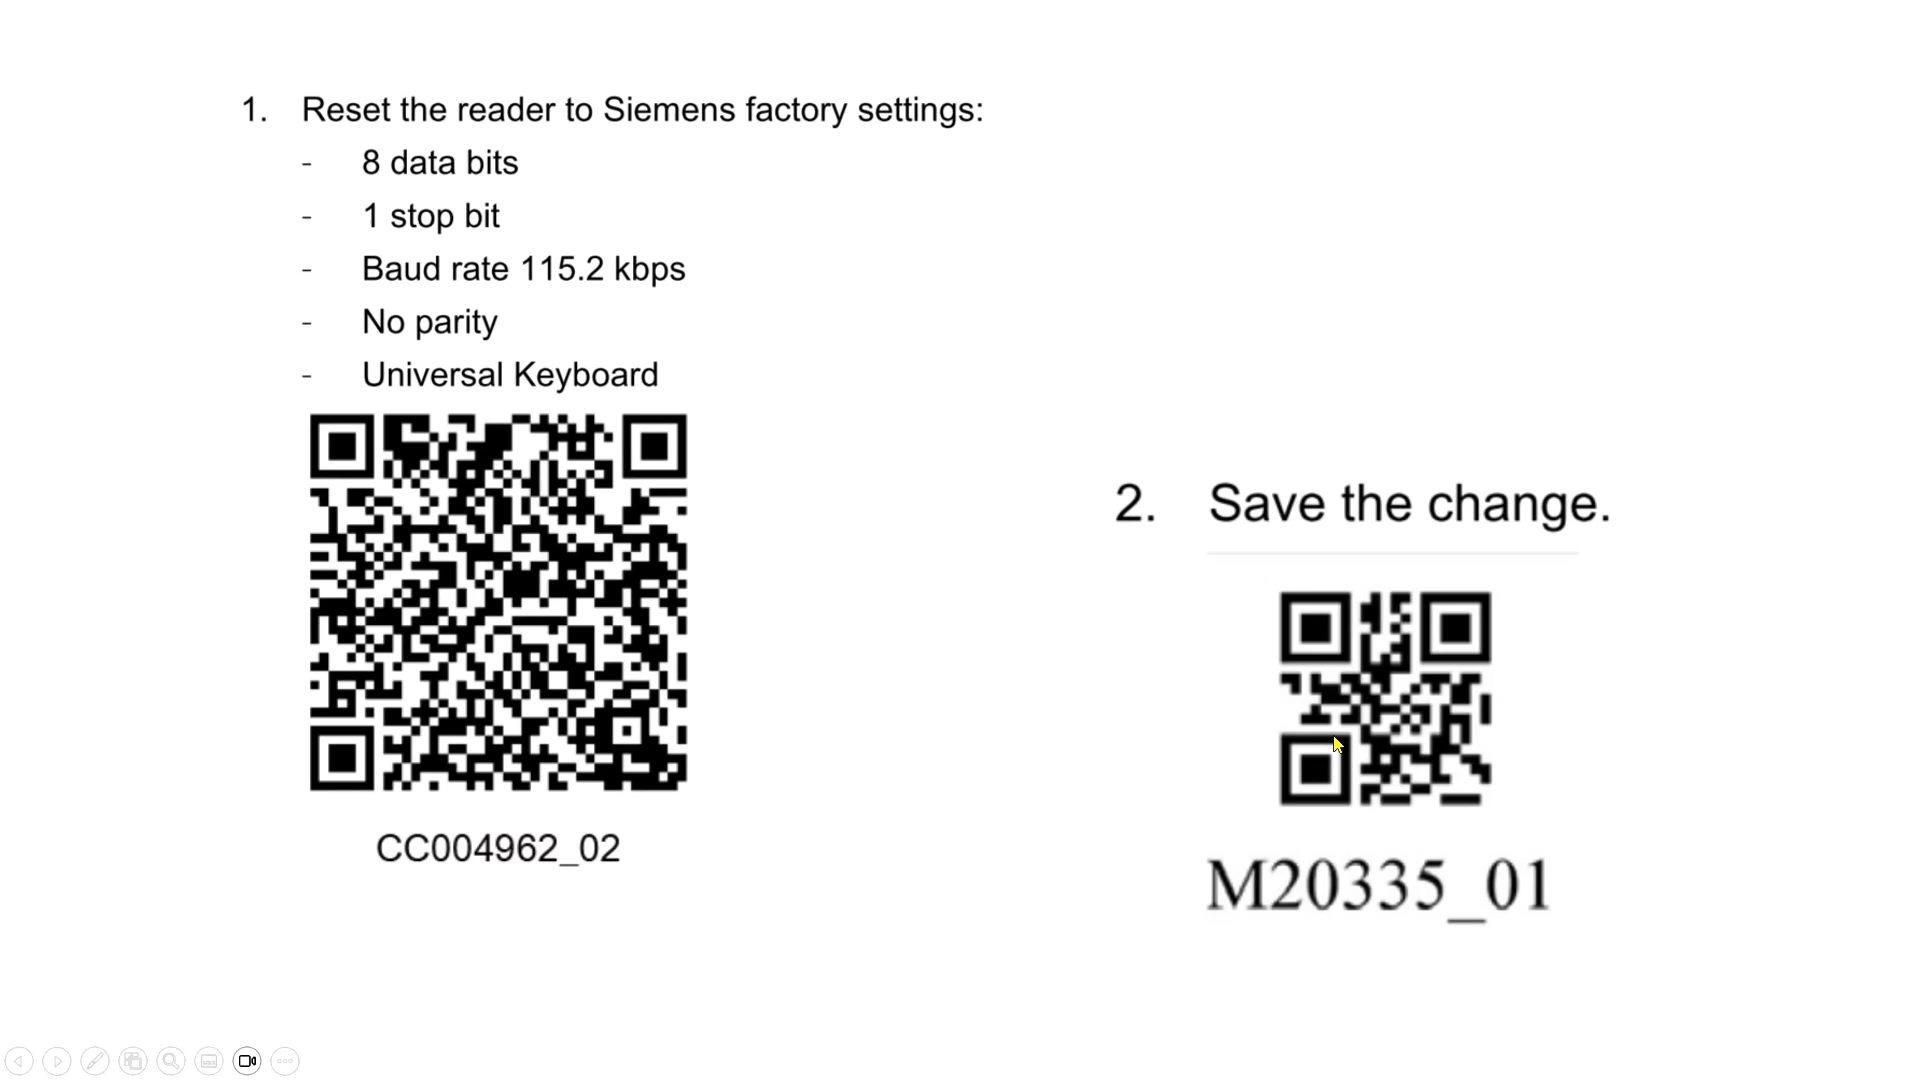 1. Reset the reader to Siemens factory settings:
- 8 data bits
- 1 stop bit
- Baud rate 115.2 kbps
- No parity
- Universal Keyboard
CC004962_02
2. Save the change.
M20335_01